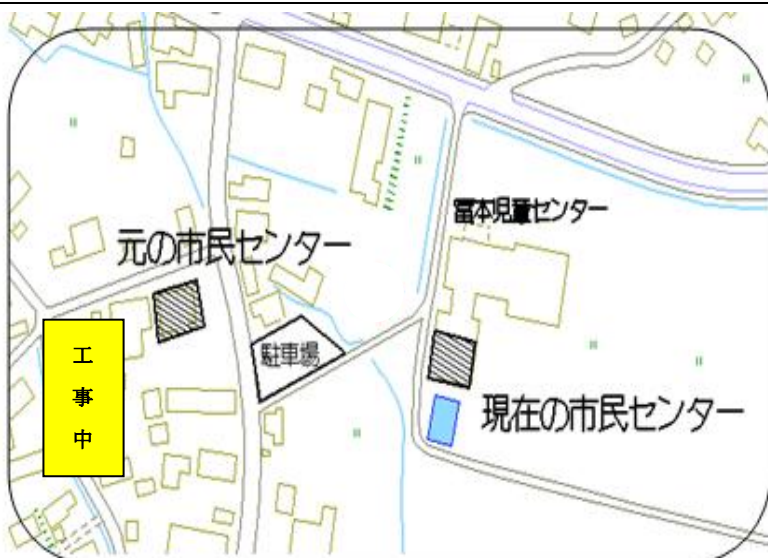 冨本児童センター
元の市民センター
駐車場
現在の市民センター
工
事
中